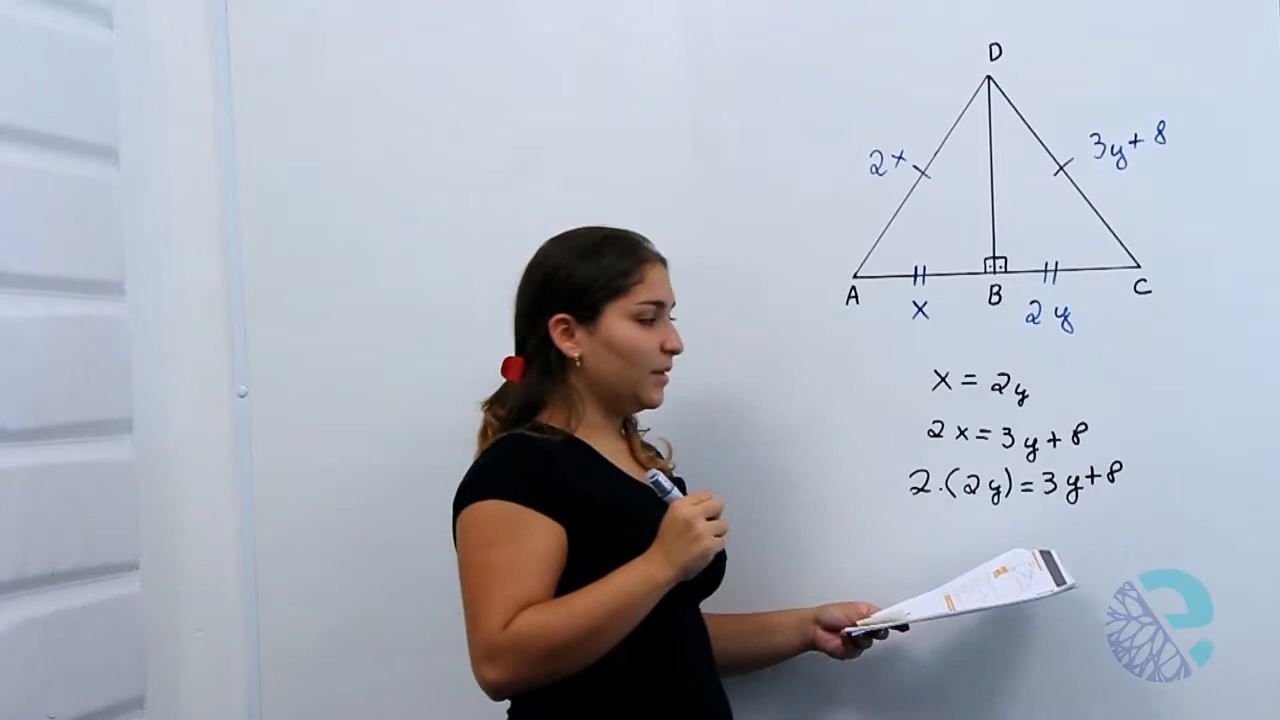 D
2x
3y+8
A
B
C
x
2y
x = 2y
2x = 3y + 8
2.(2y) = 3y+8